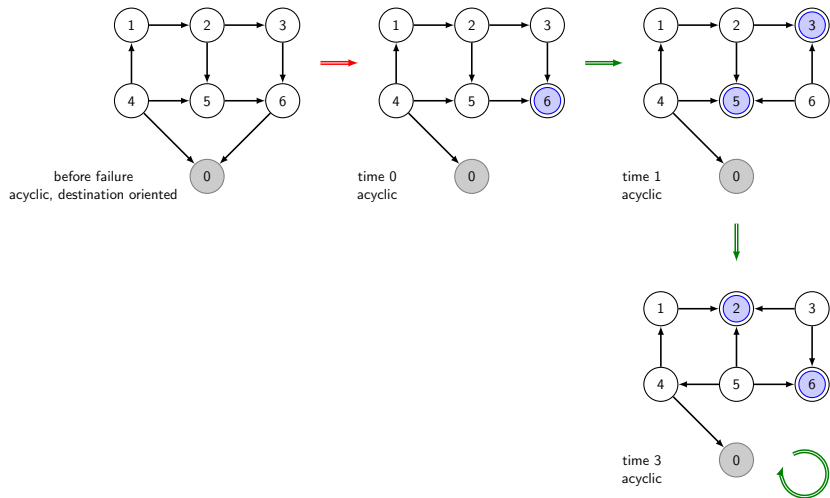 1 2 3
4 5 6
0
before failure
acyclic, destination oriented
1 2 3
4 5 6
0
time 0
acyclic
1 2 3
4 5 6
0
time 1
acyclic
1 2 3
4 5 6
0
time 3
acyclic